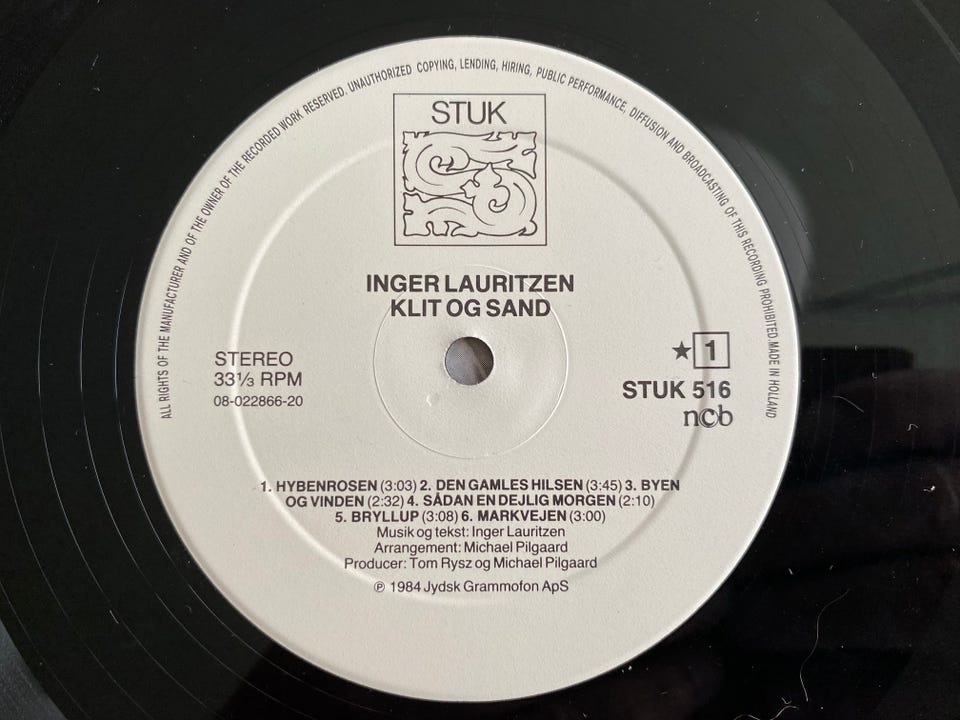 ALL RIGHTS OF THE MANUFACTURER AND OF THE OWNER OF THE RECORDED WORK RESERVED. UNAUTHORIZED COPYING, LENDING, HIRING, PUBLIC PERFORMANCE, DIFFUSION AND BROADCASTING OF THIS RECORDING PROHIBITED. MADE IN HOLLAND
STUK
INGER LAURITZEN
KLIT OG SAND
STEREO
33⅓ RPM
08-022866-20
★ 1
STUK 516
ncb
1. HYBENROSEN (3:03) 2. DEN GAMLES HILSEN (3:45) 3. BYEN
OG VINDEN (2:32) 4. SÅDAN EN DEJLIG MORGEN (2:10)
5. BRYLLUP (3:08) 6. MARKVEJEN (3:00)
Musik og tekst: Inger Lauritzen
Arrangement: Michael Pilgaard
Producer: Tom Rysz og Michael Pilgaard
℗ 1984 Jydsk Grammofon ApS